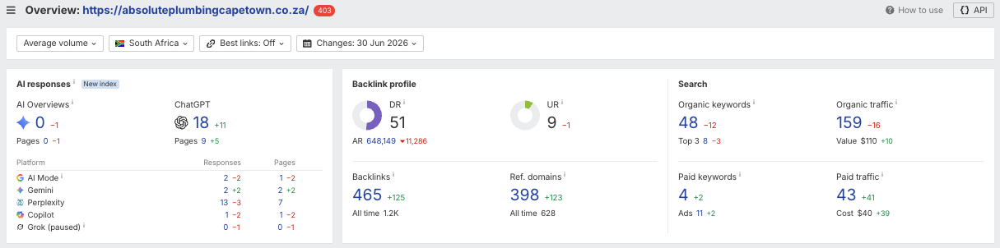 Overview: https://absoluteplumbingcapetown.co.za/ 403 How to use API
Average volume South Africa Best links: Off Changes: 30 Jun 2026
AI responses i New index
AI Overviews i ChatGPT
0 −1 18 +11
Pages 0 −1 Pages 9 +5
Platform Responses Pages
AI Mode i 2 −2 1 −2
Gemini 2 +2 2 +2
Perplexity 13 −3 7
Copilot 1 −2 1 −2
Grok (paused) i 0 −1 0 −1
Backlink profile
DR i UR i
51 9 −1
AR 648,149 11,286
Backlinks i Ref. domains i
465 +125 398 +123
All time 1.2K All time 628
Search
Organic keywords i Organic traffic i
48 −12 159 −16
Top 3 8 −3 Value $110 +10
Paid keywords i Paid traffic i
4 +2 43 +41
Ads 11 +2 Cost $40 +39